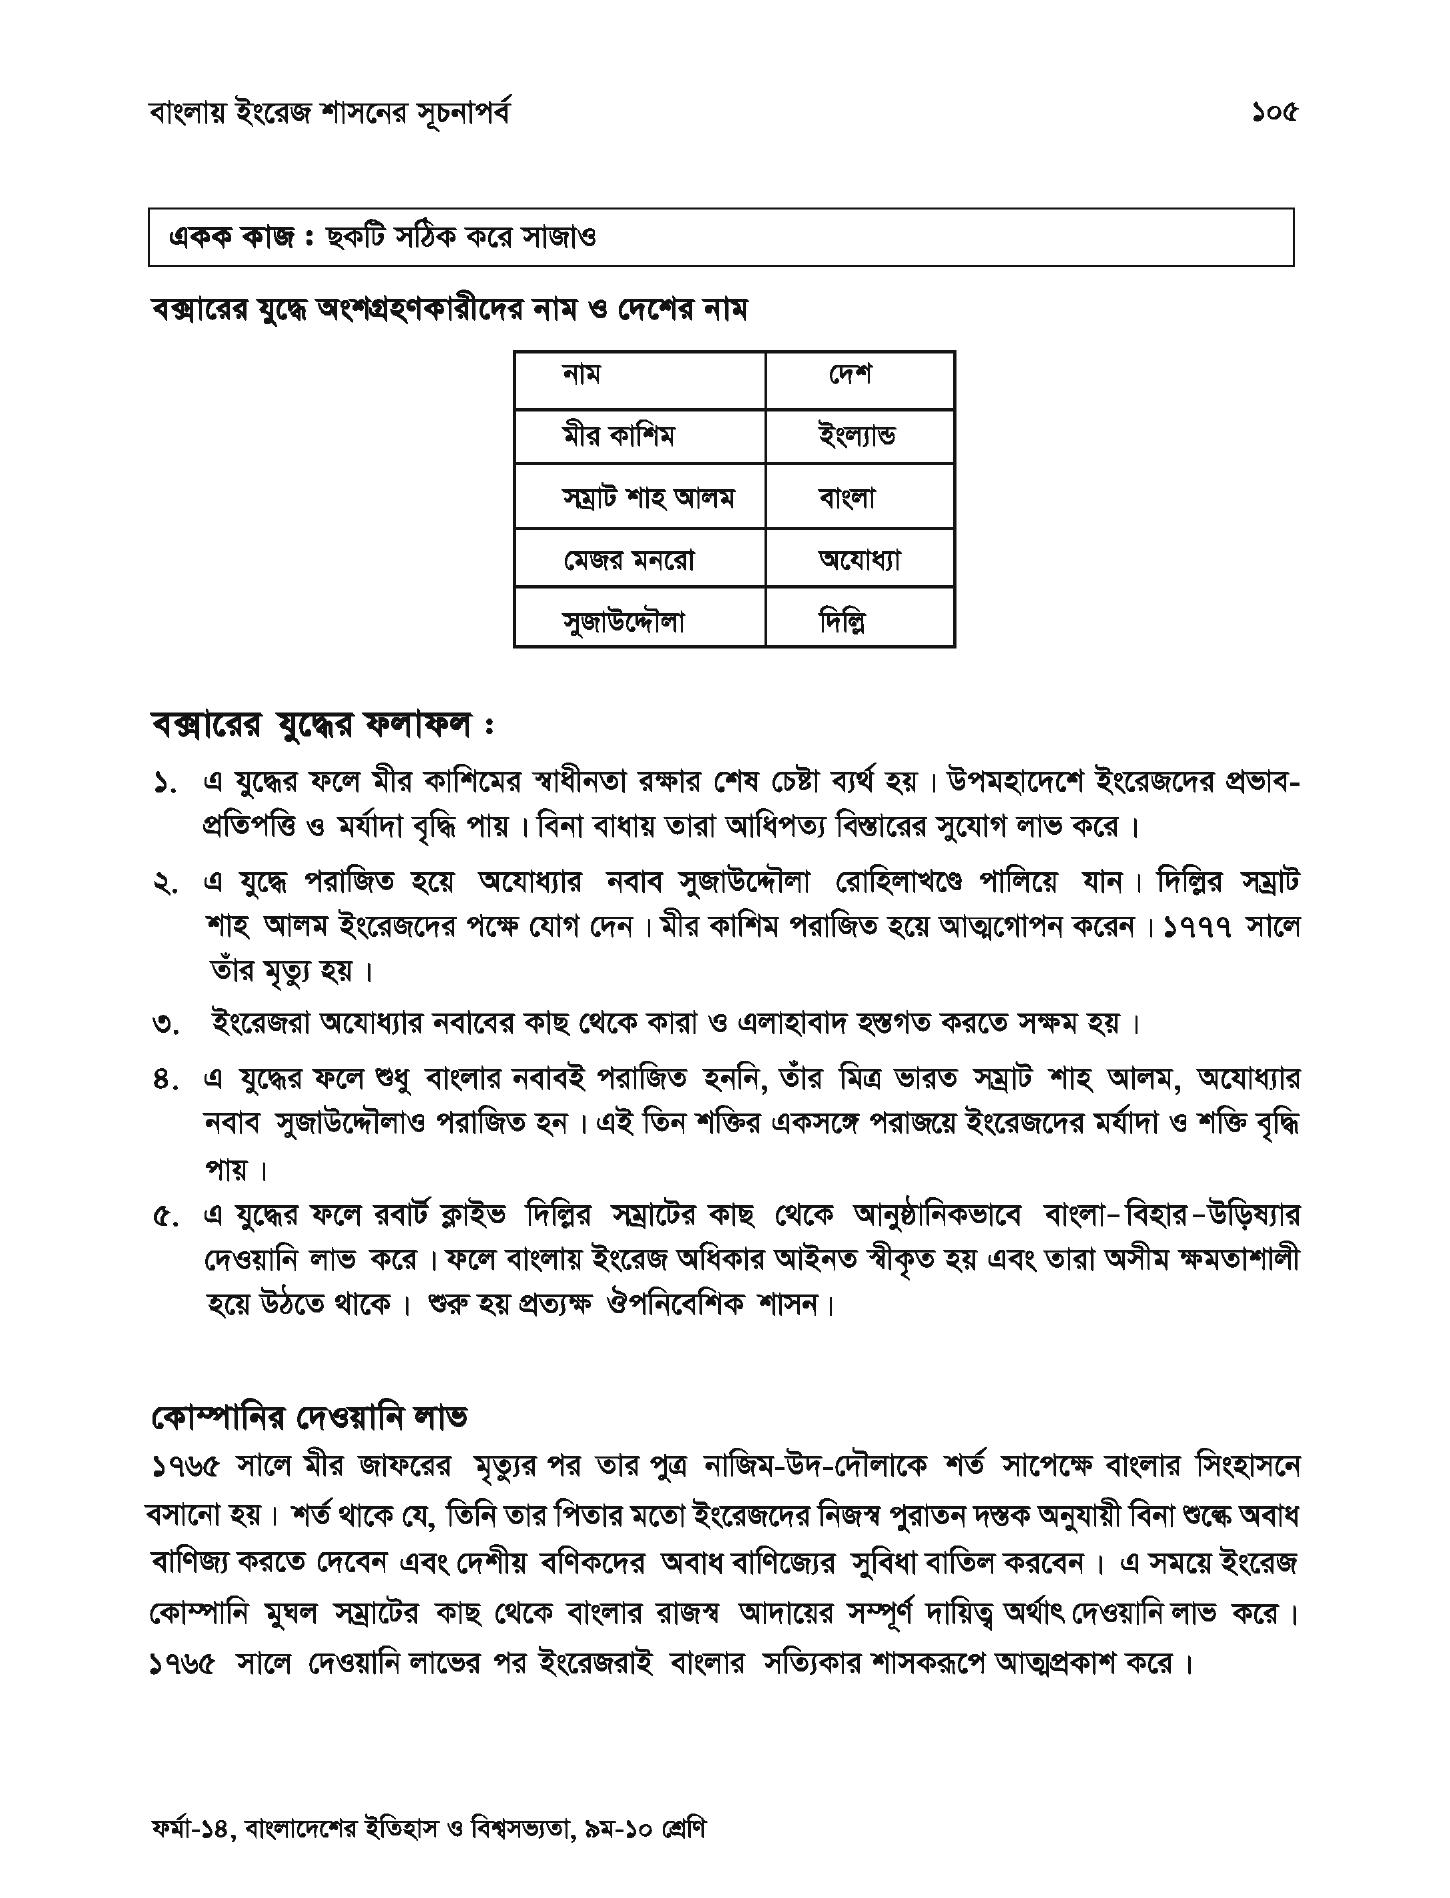 বাংলায় ইংরেজ শাসনের সূচনাপর্ব ১০৫
একক কাজ : ছকটি সঠিক করে সাজাও
বক্সারের যুদ্ধে অংশগ্রহণকারীদের নাম ও দেশের নাম
নাম দেশ
মীর কাশিম ইংল্যান্ড
সম্রাট শাহ আলম বাংলা
মেজর মনরো অযোধ্যা
সুজাউদ্দৌলা দিল্লি
বক্সারের যুদ্ধের ফলাফল :
১. এ যুদ্ধের ফলে মীর কাশিমের স্বাধীনতা রক্ষার শেষ চেষ্টা ব্যর্থ হয়। উপমহাদেশে ইংরেজদের প্রভাব-
প্রতিপত্তি ও মর্যাদা বৃদ্ধি পায়। বিনা বাধায় তারা আধিপত্য বিস্তারের সুযোগ লাভ করে।
২. এ যুদ্ধে পরাজিত হয়ে অযোধ্যার নবাব সুজাউদ্দৌলা রোহিলাখণ্ডে পালিয়ে যান। দিল্লির সম্রাট
শাহ আলম ইংরেজদের পক্ষে যোগ দেন। মীর কাশিম পরাজিত হয়ে আত্মগোপন করেন। ১৭৭৭ সালে
তাঁর মৃত্যু হয়।
৩. ইংরেজরা অযোধ্যার নবাবের কাছ থেকে কারা ও এলাহাবাদ হস্তগত করতে সক্ষম হয়।
৪. এ যুদ্ধের ফলে শুধু বাংলার নবাবই পরাজিত হননি, তাঁর মিত্র ভারত সম্রাট শাহ আলম, অযোধ্যার
নবাব সুজাউদ্দৌলাও পরাজিত হন। এই তিন শক্তির একসঙ্গে পরাজয়ে ইংরেজদের মর্যাদা ও শক্তি বৃদ্ধি
পায়।
৫. এ যুদ্ধের ফলে রবার্ট ক্লাইভ দিল্লির সম্রাটের কাছ থেকে আনুষ্ঠানিকভাবে বাংলা-বিহার-উড়িষ্যার
দেওয়ানি লাভ করে। ফলে বাংলায় ইংরেজ অধিকার আইনত স্বীকৃত হয় এবং তারা অসীম ক্ষমতাশালী
হয়ে উঠতে থাকে। শুরু হয় প্রত্যক্ষ ঔপনিবেশিক শাসন।
কোম্পানির দেওয়ানি লাভ
১৭৬৫ সালে মীর জাফরের মৃত্যুর পর তার পুত্র নাজিম-উদ-দৌলাকে শর্ত সাপেক্ষে বাংলার সিংহাসনে
বসানো হয়। শর্ত থাকে যে, তিনি তার পিতার মতো ইংরেজদের নিজস্ব পুরাতন দস্তক অনুযায়ী বিনা শুল্কে অবাধ
বাণিজ্য করতে দেবেন এবং দেশীয় বণিকদের অবাধ বাণিজ্যের সুবিধা বাতিল করবেন। এ সময়ে ইংরেজ
কোম্পানি মুঘল সম্রাটের কাছ থেকে বাংলার রাজস্ব আদায়ের সম্পূর্ণ দায়িত্ব অর্থাৎ দেওয়ানি লাভ করে।
১৭৬৫ সালে দেওয়ানি লাভের পর ইংরেজরাই বাংলার সত্যিকার শাসকরূপে আত্মপ্রকাশ করে।
ফর্মা-১৪, বাংলাদেশের ইতিহাস ও বিশ্বসভ্যতা, ৯ম-১০ শ্রেণি